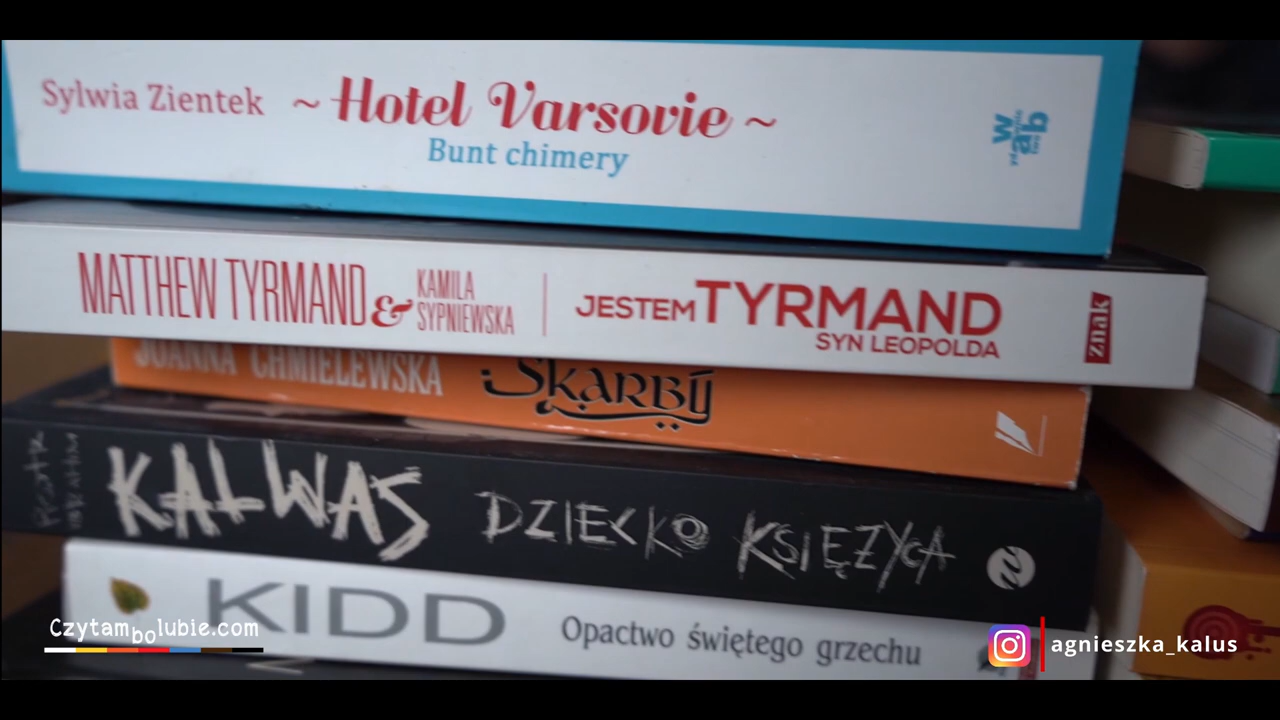 Sylwia Zientek ~ Hotel Varsovie ~
Bunt chimery
w
ab
MATTHEW TYRMAND & KAMILA SYPNIEWSKA
JESTEM TYRMAND
SYN LEOPOLDA
znak
JOANNA CHMIELEWSKA SKARBY
KALWAS DZIECKO KSIĘŻYCA
KIDD Opactwo świętego grzechu
Czytambolubie.com
agnieszka_kalus